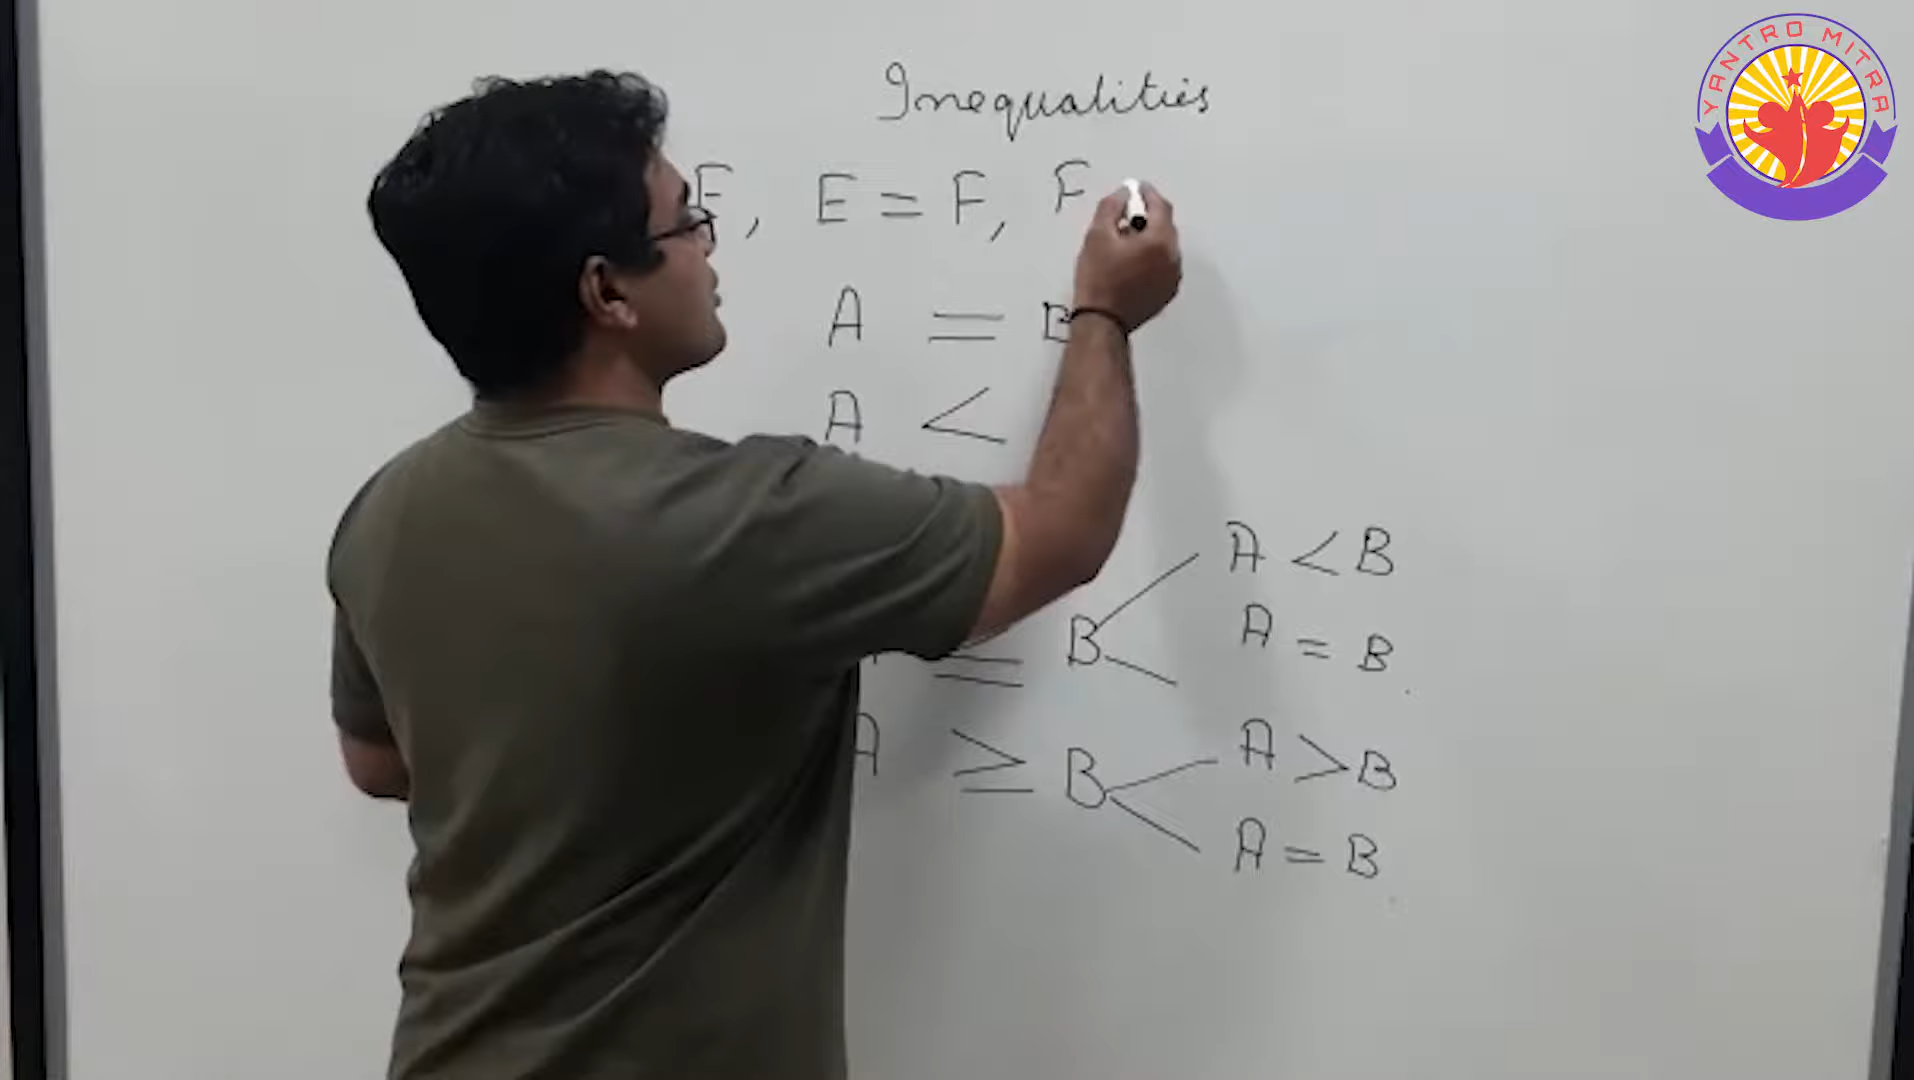 YANTRO MITRA
Inequalities
E, E = F, F
A = B
A <
B
A < B
A = B
A ≥ B
A > B
A = B